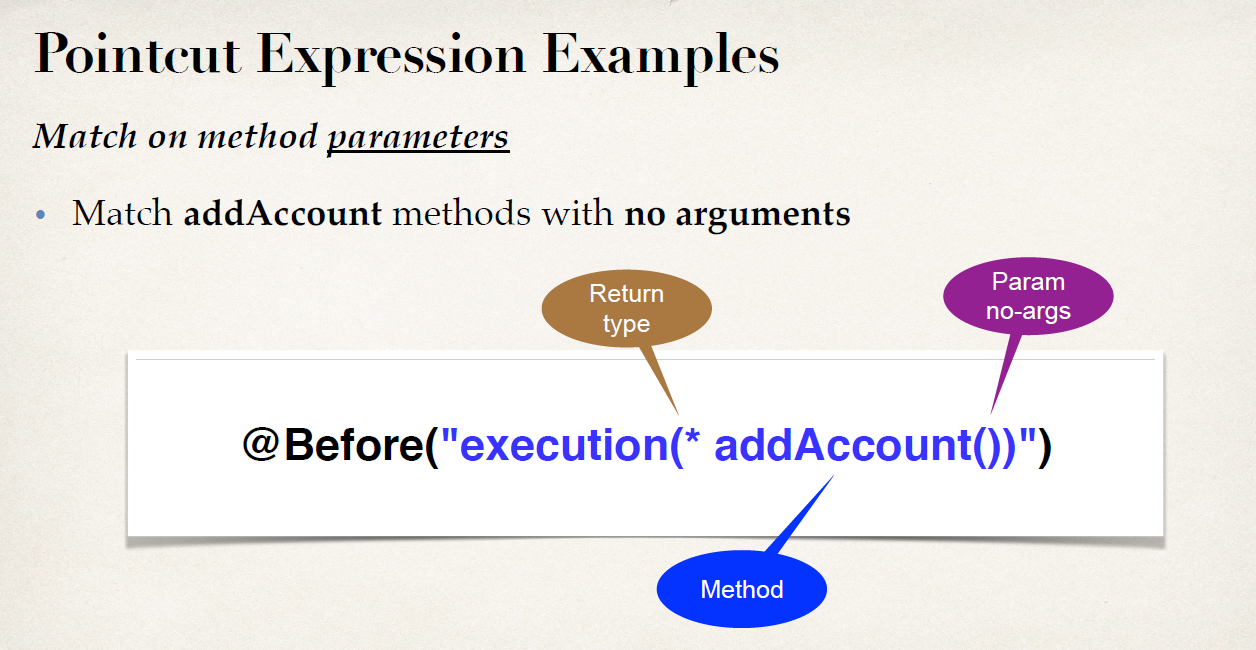 Pointcut Expression Examples
Match on method parameters
• Match addAccount methods with no arguments
Return
type
Param
no-args
@Before("execution(* addAccount())")
Method